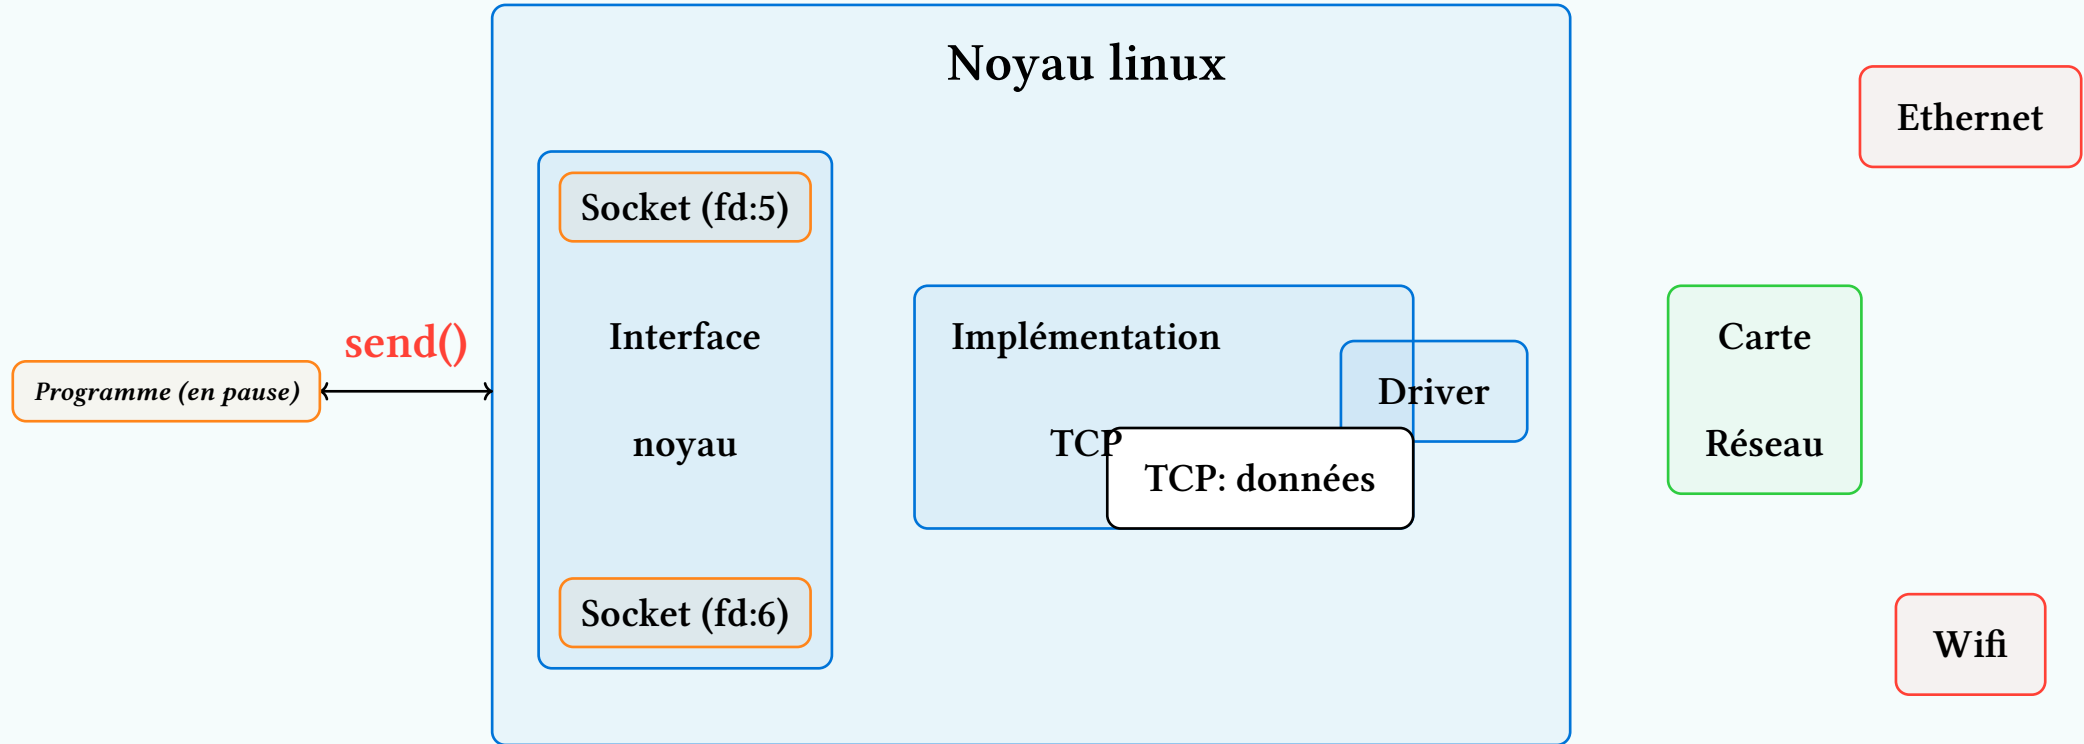 Noyau linux
Ethernet
Socket (fd:5)
send()
Interface
noyau
Implémentation
TCP
Driver
Carte
Réseau
Programme (en pause)
TCP: données
Socket (fd:6)
Wifi